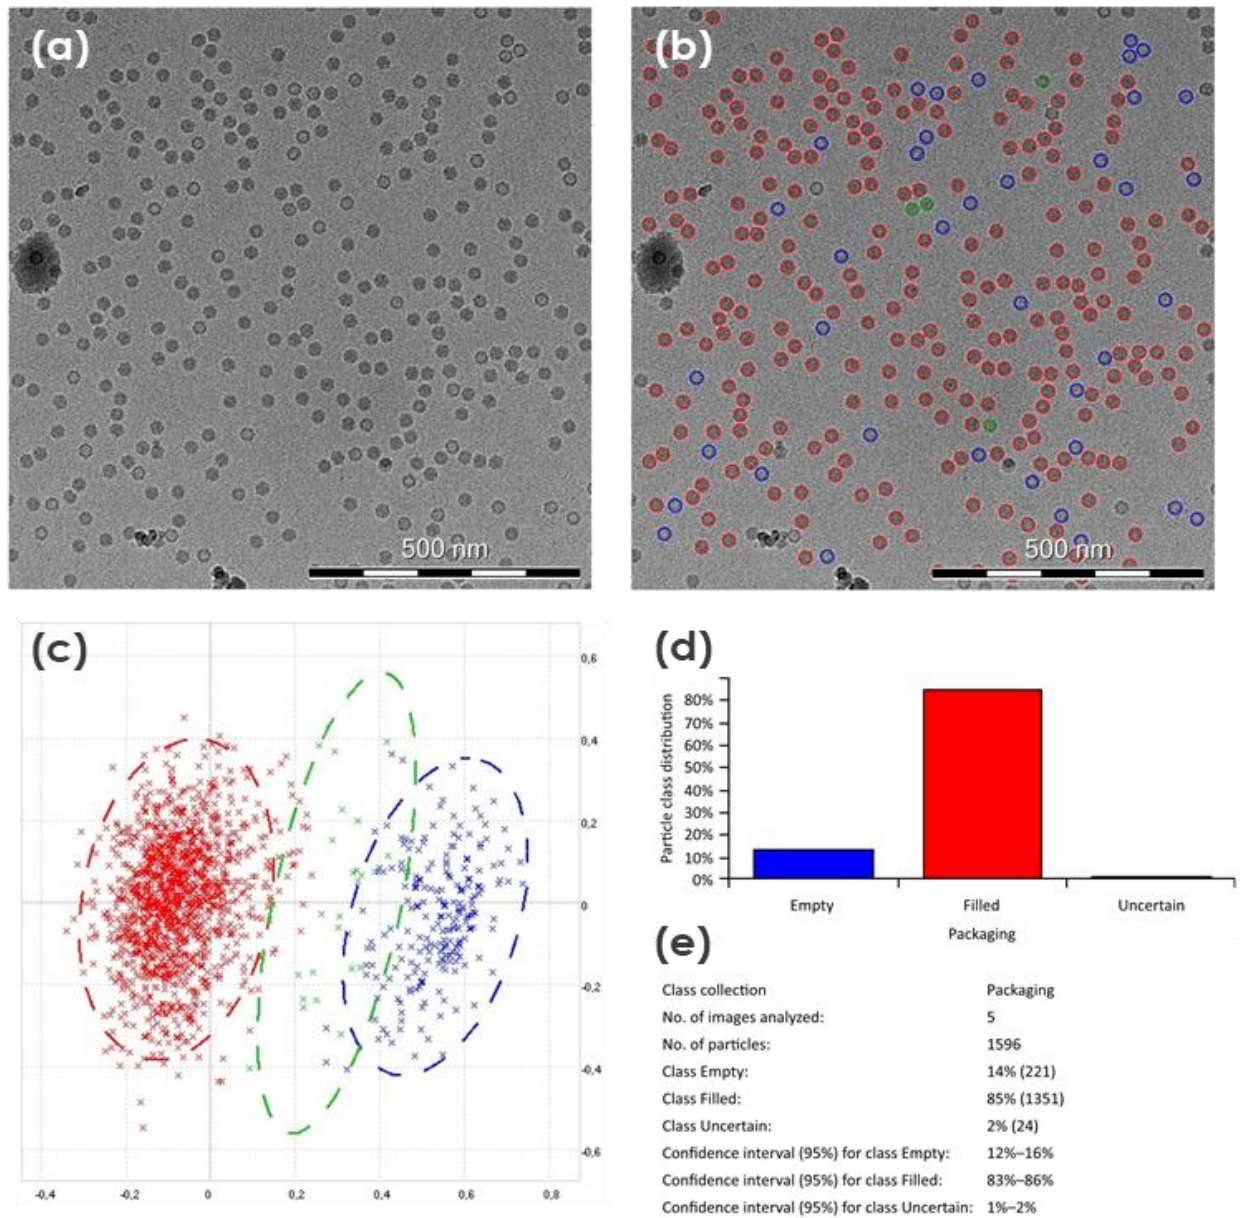 (a)
500 nm
(b)
500 nm
(c)
0,6
0,4
0,2
0
-0,2
-0,4
-0,6
-0,4
-0,2
0
0,2
0,4
0,6
0,8
(d)
Particle class distribution
80%
70%
60%
50%
40%
30%
20%
10%
0%
Empty
Filled
Uncertain
Packaging
(e)
Class collection Packaging
No. of images analyzed: 5
No. of particles: 1596
Class Empty: 14% (221)
Class Filled: 85% (1351)
Class Uncertain: 2% (24)
Confidence interval (95%) for class Empty: 12%–16%
Confidence interval (95%) for class Filled: 83%–86%
Confidence interval (95%) for class Uncertain: 1%–2%